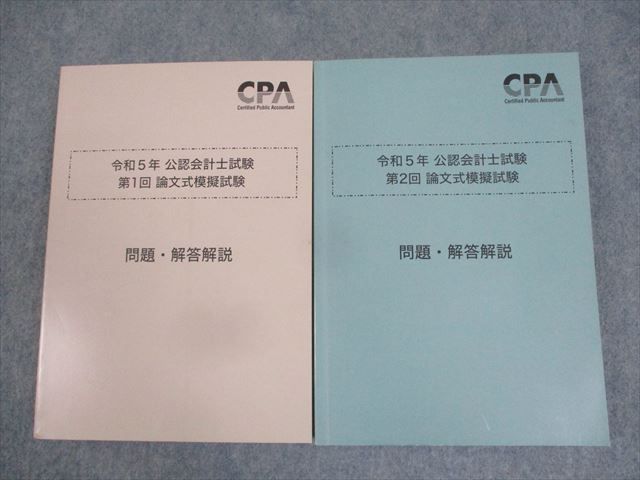 CPA
Certified Public Accountant
令和5年 公認会計士試験
第1回 論文式模擬試験
問題・解答解説
CPA
Certified Public Accountant
令和5年 公認会計士試験
第2回 論文式模擬試験
問題・解答解説